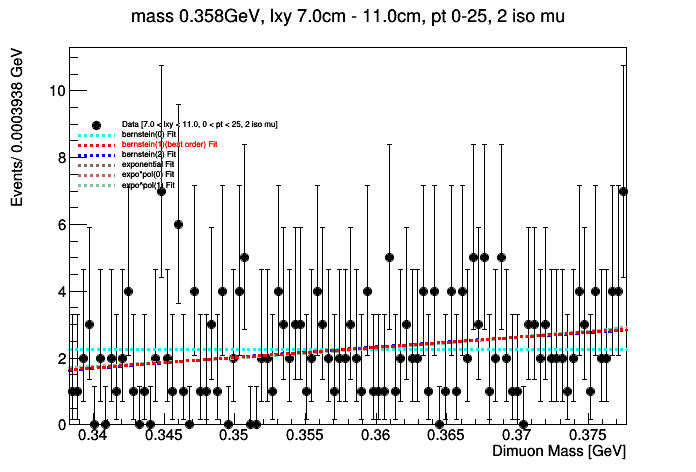 mass 0.358GeV, lxy 7.0cm - 11.0cm, pt 0-25, 2 iso mu
Events/ 0.0003938 GeV
10
8
6
4
2
0
Data [7.0 < lxy < 11.0, 0 < pt < 25, 2 iso mu]
bernstein(0) Fit
bernstein(1)(best order) Fit
bernstein(2) Fit
exponential Fit
expo*pol(0) Fit
expo*pol(1) Fit
0.34 0.345 0.35 0.355 0.36 0.365 0.37 0.375
Dimuon Mass [GeV]